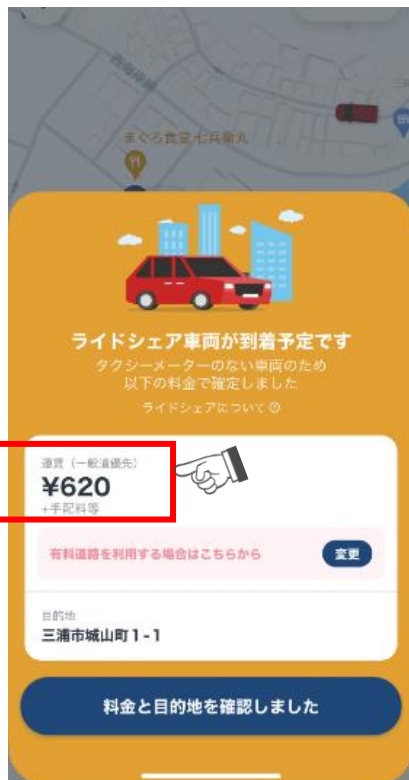 まぐろ食堂 七兵衛丸
ライドシェア車両が到着予定です
タクシーメーターのない車両のため
以下の料金で確定しました
ライドシェアについて
運賃（一般道優先）
¥620
+手配料等
有料道路を利用する場合はこちらから
変更
目的地
三浦市城山町1-1
料金と目的地を確認しました